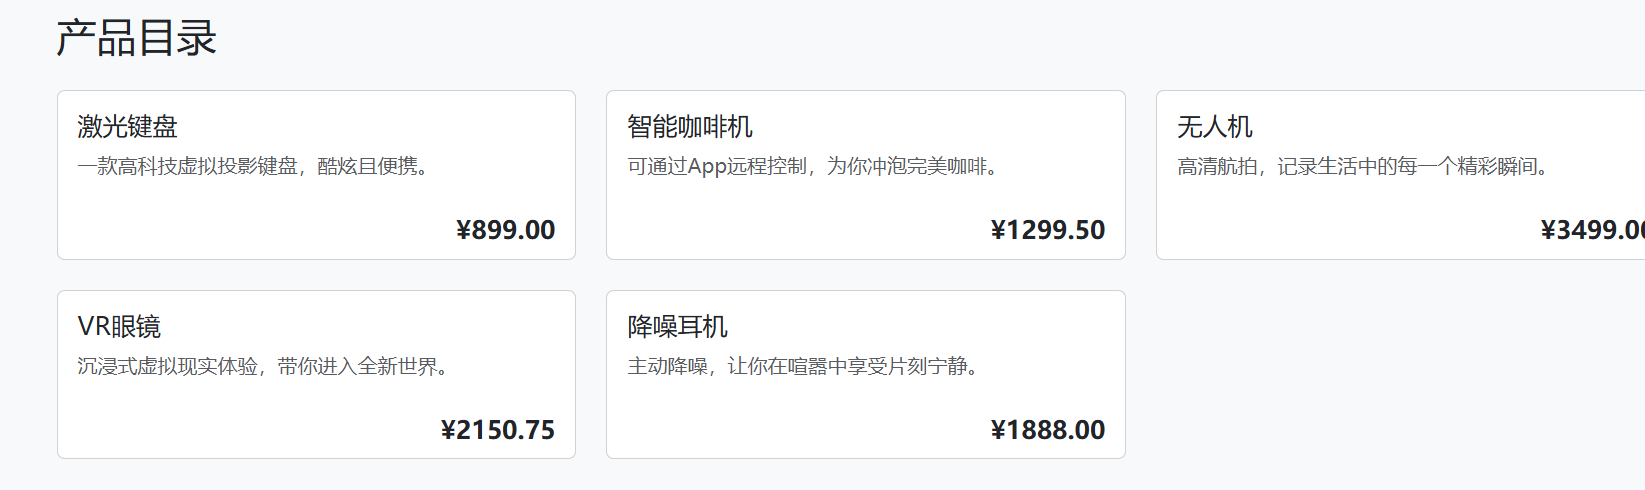 产品目录
激光键盘
一款高科技虚拟投影键盘，酷炫且便携。
¥899.00
智能咖啡机
可通过App远程控制，为你冲泡完美咖啡。
¥1299.50
无人机
高清航拍，记录生活中的每一个精彩瞬间。
¥3499.00
VR眼镜
沉浸式虚拟现实体验，带你进入全新世界。
¥2150.75
降噪耳机
主动降噪，让你在喧嚣中享受片刻宁静。
¥1888.00